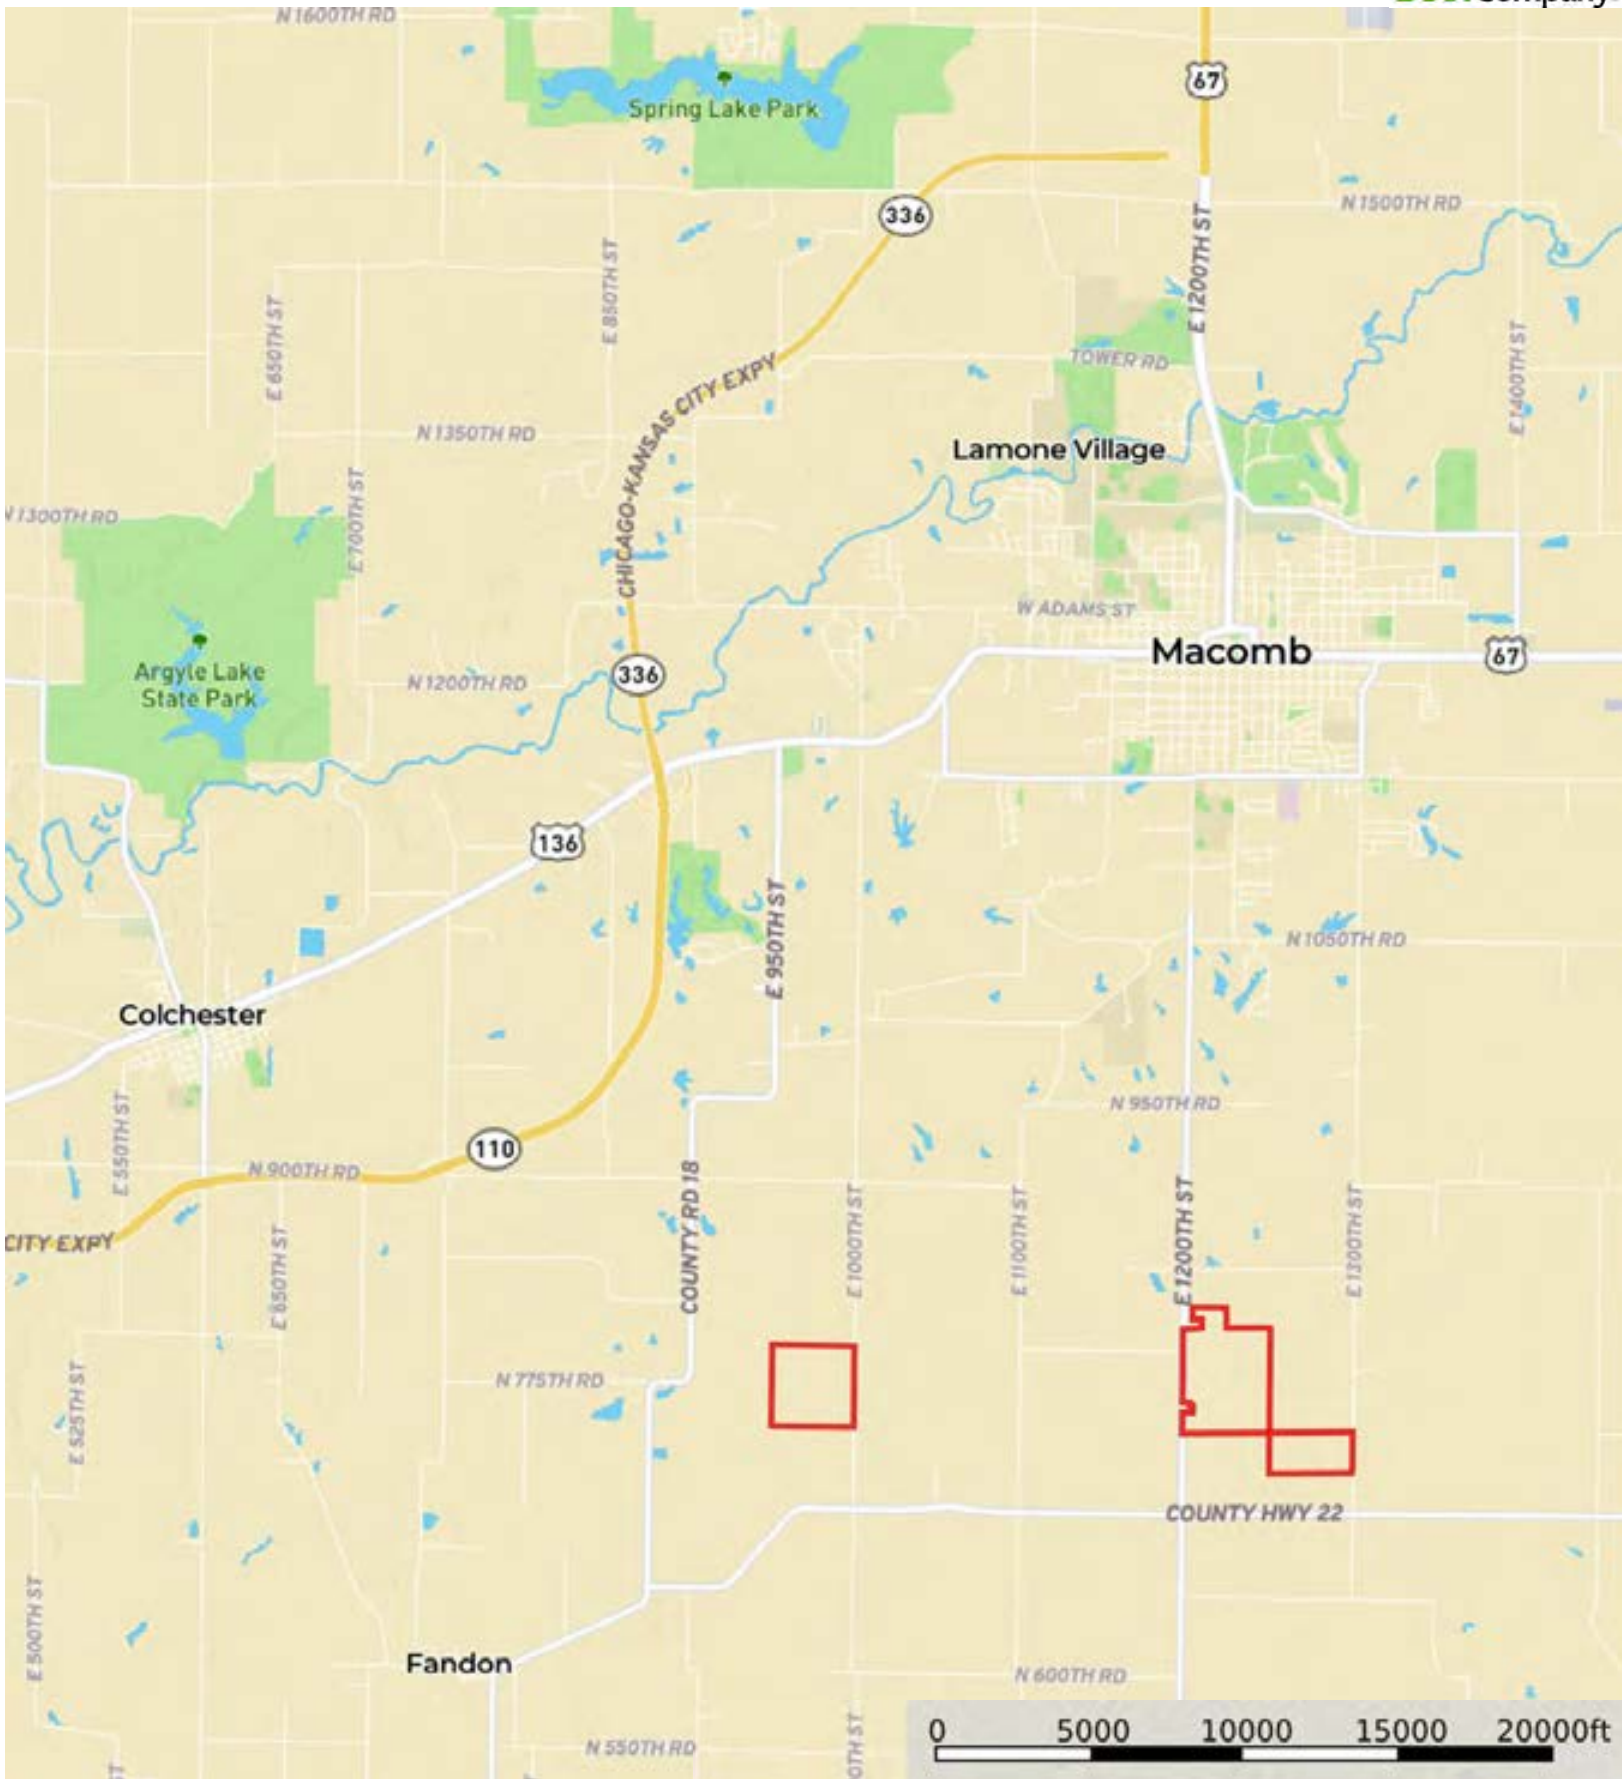 Company
N 1600TH RD
67
Spring Lake Park
336
N 1500TH RD
E 1200TH ST
E 850TH ST
E 650TH ST
E 1400TH ST
TOWER RD
CHICAGO-KANSAS CITY EXPY
N 1350TH RD
Lamone Village
N 1300TH RD
E 700TH ST
W ADAMS ST
Macomb
67
Argyle Lake
State Park
336
N 1200TH RD
136
E 950TH ST
N 1050TH RD
Colchester
E 550TH ST
N 950TH RD
110
N 900TH RD
COUNTY RD 18
E 1000TH ST
E 1100TH ST
E 1200TH ST
E 1300TH ST
CITY EXPY
E 650TH ST
N 775TH RD
E 525TH ST
COUNTY HWY 22
E 500TH ST
Fandon
N 600TH RD
N 550TH RD
0TH ST
ST
0 5000 10000 15000 20000ft